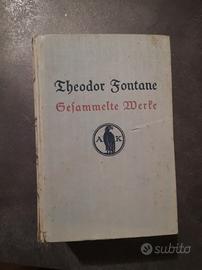 Theodor Fontane
Gesammelte Werke
A K
subito